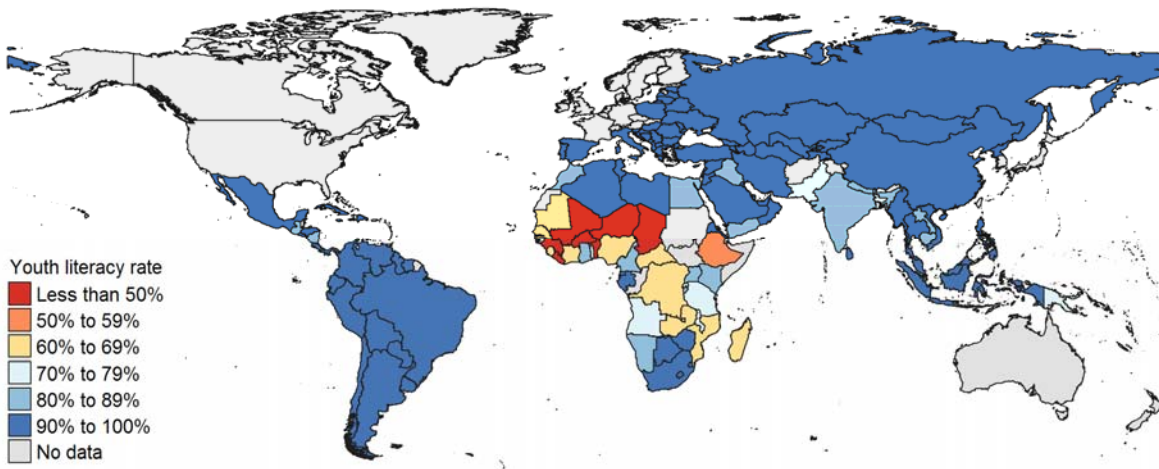 Youth literacy rate
Less than 50%
50% to 59%
60% to 69%
70% to 79%
80% to 89%
90% to 100%
No data